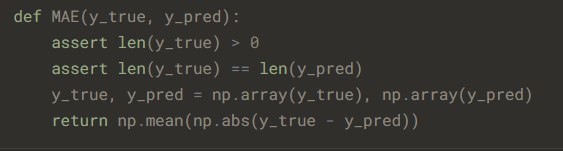 def MAE(y_true, y_pred):
    assert len(y_true) > 0
    assert len(y_true) == len(y_pred)
    y_true, y_pred = np.array(y_true), np.array(y_pred)
    return np.mean(np.abs(y_true - y_pred))